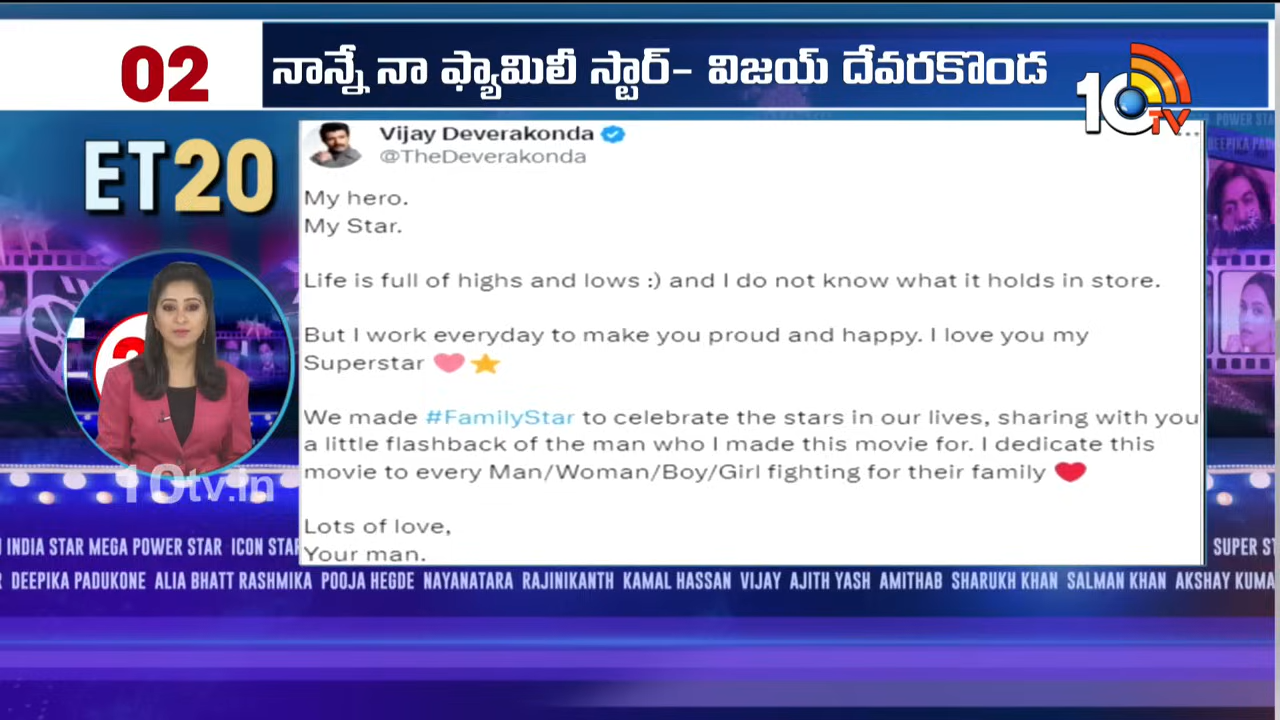 02
నాన్నే నా ఫ్యామిలీ స్టార్- విజయ్ దేవరకొండ
10TV
ET20
Vijay Deverakonda
@TheDeverakonda
My hero.
My Star.
Life is full of highs and lows :) and I do not know what it holds in store.
But I work everyday to make you proud and happy. I love you my
Superstar 🩷⭐
We made #FamilyStar to celebrate the stars in our lives, sharing with you
a little flashback of the man who I made this movie for. I dedicate this
movie to every Man/Woman/Boy/Girl fighting for their family ❤️
Lots of love,
Your man.
10tv.in
INDIA STAR MEGA POWER STAR ICON STAR
SUPER ST
DEEPIKA PADUKONE ALIA BHATT RASHMIKA POOJA HEGDE NAYANATARA RAJINIKANTH KAMAL HASSAN VIJAY AJITH YASH AMITHAB SHARUKH KHAN SALMAN KHAN AKSHAY KUMA
POWER STA
DEEPIKA PAD